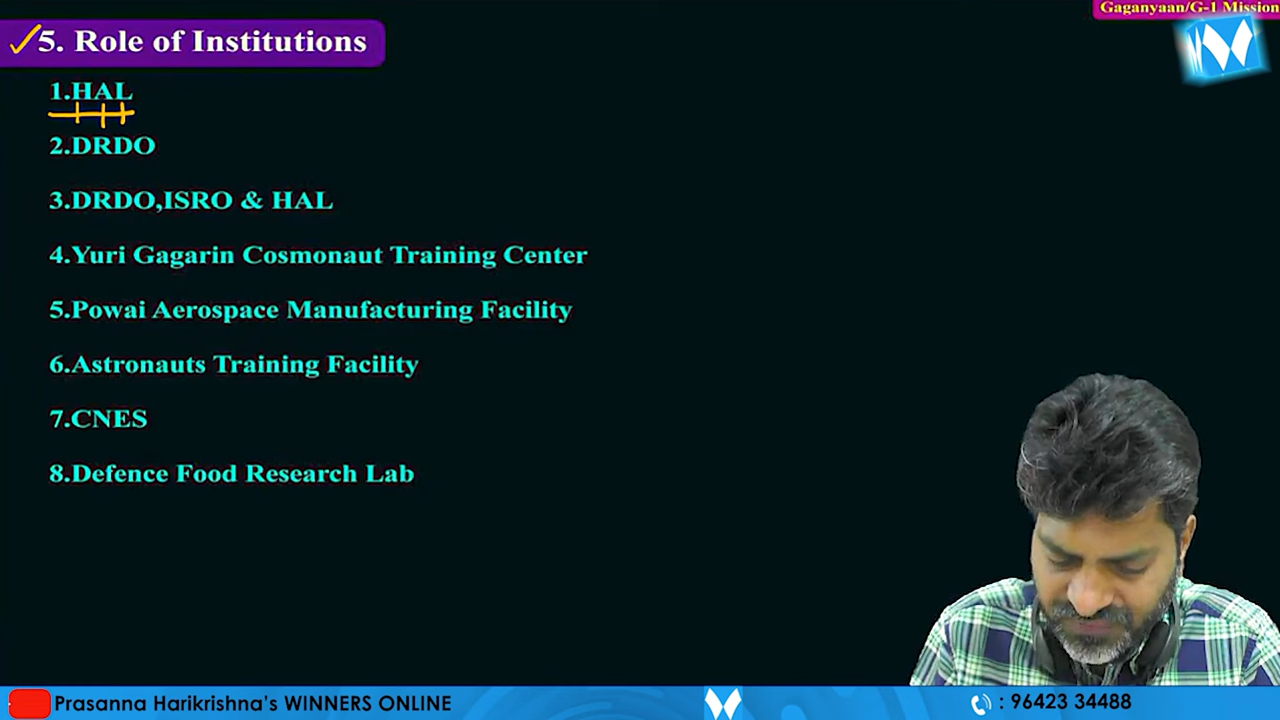 Gaganyaan/G-1 Mission
5. Role of Institutions
1.HAL
2.DRDO
3.DRDO,ISRO & HAL
4.Yuri Gagarin Cosmonaut Training Center
5.Powai Aerospace Manufacturing Facility
6.Astronauts Training Facility
7.CNES
8.Defence Food Research Lab
Prasanna Harikrishna's WINNERS ONLINE
: 96423 34488